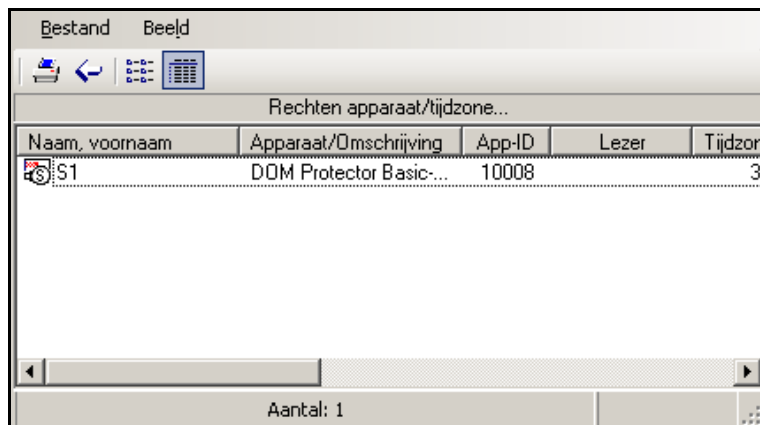 Bestand Beeld
Rechten apparaat/tijdzone...
Naam, voornaam Apparaat/Omschrijving App-ID Lezer Tijdzon
S1 DOM Protector Basic-... 10008 3
Aantal: 1